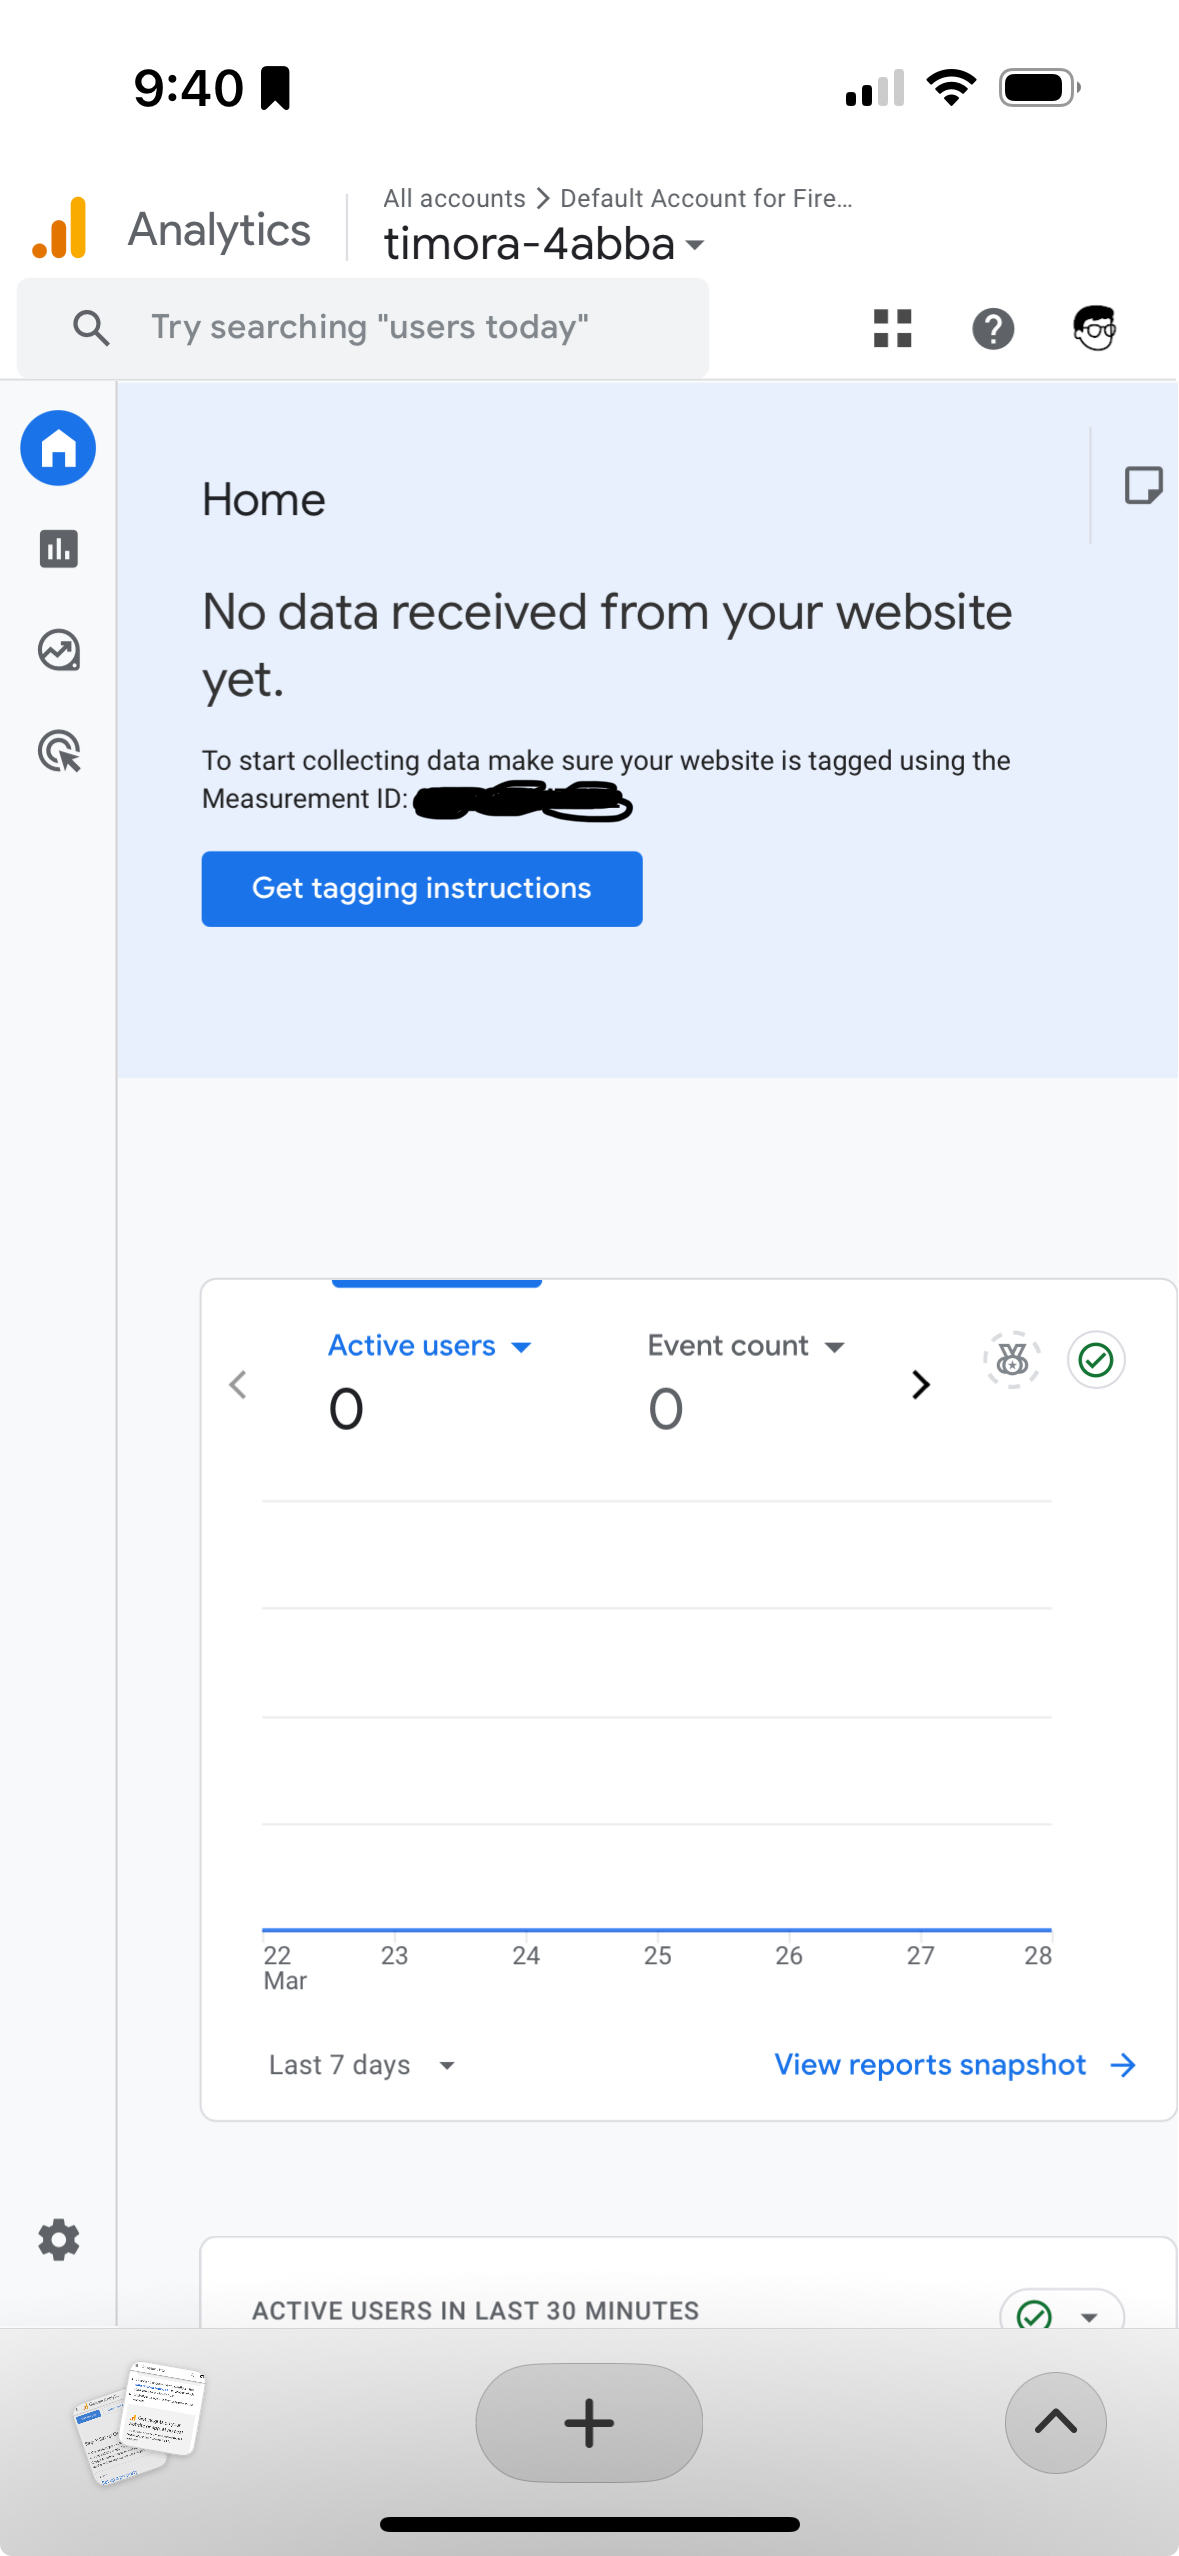 9:40
All accounts > Default Account for Fire...
Analytics
timora-4abba
Try searching "users today"
Home
No data received from your website
yet.
To start collecting data make sure your website is tagged using the
Measurement ID:
Get tagging instructions
Active users
Event count
0
0
22
23
24
25
26
27
28
Mar
Last 7 days
View reports snapshot
ACTIVE USERS IN LAST 30 MINUTES